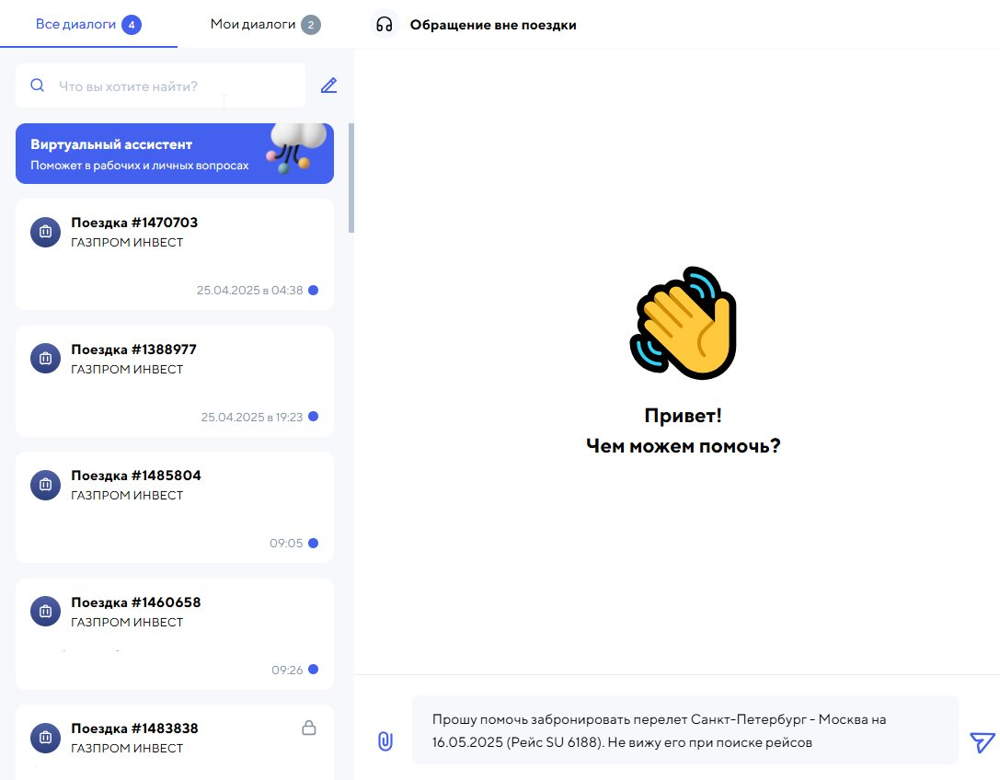 Все диалоги 4
Мои диалоги 2
Обращение вне поездки
Что вы хотите найти?
Виртуальный ассистент
Поможет в рабочих и личных вопросах
Поездка #1470703
ГАЗПРОМ ИНВЕСТ
25.04.2025 в 04:38
Поездка #1388977
ГАЗПРОМ ИНВЕСТ
25.04.2025 в 19:23
Поездка #1485804
ГАЗПРОМ ИНВЕСТ
09:05
Поездка #1460658
ГАЗПРОМ ИНВЕСТ
09:26
Поездка #1483838
ГАЗПРОМ ИНВЕСТ
Привет!
Чем можем помочь?
Прошу помочь забронировать перелет Санкт-Петербург - Москва на
16.05.2025 (Рейс SU 6188). Не вижу его при поиске рейсов